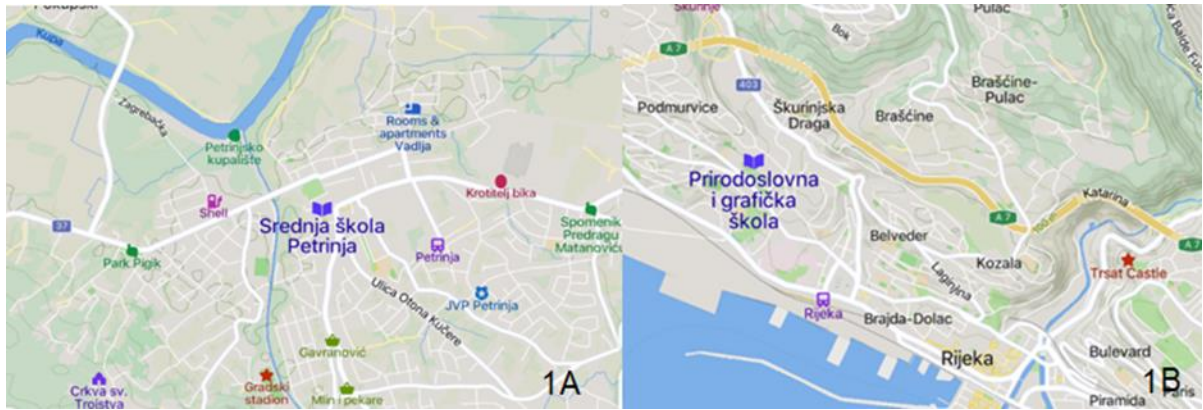 Kupa
Zagrebačka
Petrinjsko
kupalište
Rooms &
apartments
Vadlja
Shell
37
Park Pigik
Srednja škola
Petrinja
Krotitelj bika
Spomenik
Predragu
Matanoviću
Petrinja
JVP Petrinja
Ulica Otona Kučere
Gavranović
Gradski
stadion
Mlin i pekare
Crkva sv.
Trojstva
1A
Škurinje
A 7
Bok
Pulac
403
Podmurvice
Škurinjska
Draga
Brašćine-
Pulac
Brašćine
Prirodoslovna
i grafička
škola
A 7
100 m
Katarina
A 7
Belveder
Kozala
Trsat Castle
Laginjina
Rijeka
Brajda-Dolac
Rijeka
Bulevard
Piramida
1B